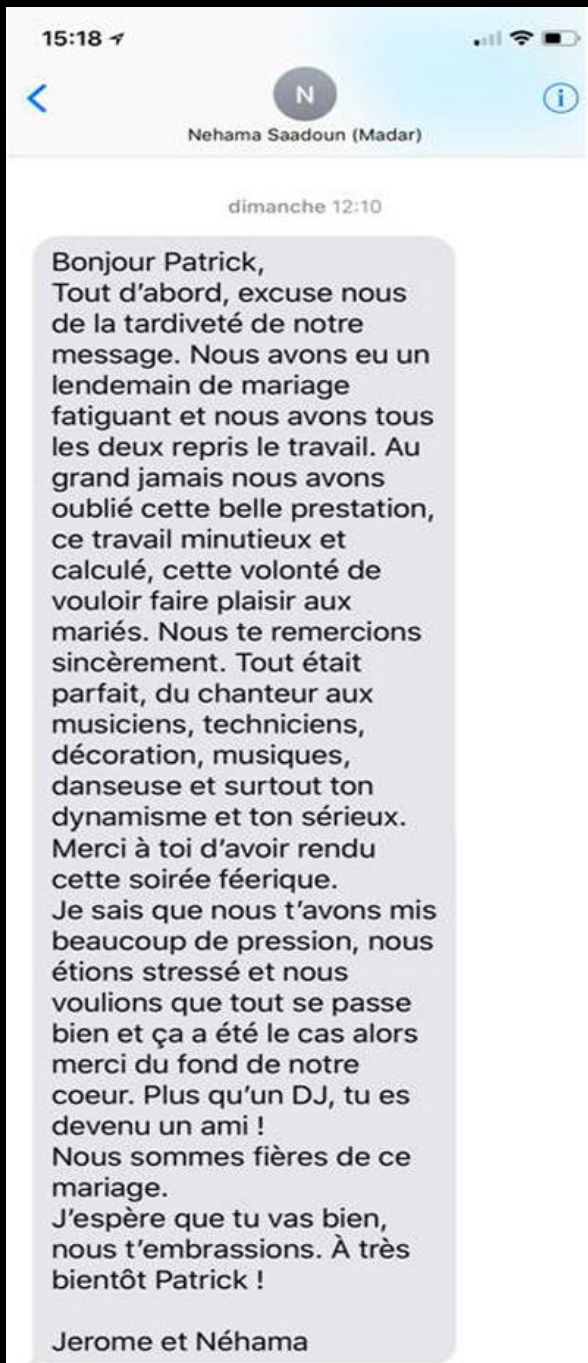 15:18
N
Nehama Saadoun (Madar)
dimanche 12:10
Bonjour Patrick,
Tout d'abord, excuse nous
de la tardiveté de notre
message. Nous avons eu un
lendemain de mariage
fatiguant et nous avons tous
les deux repris le travail. Au
grand jamais nous avons
oublié cette belle prestation,
ce travail minutieux et
calculé, cette volonté de
vouloir faire plaisir aux
mariés. Nous te remercions
sincèrement. Tout était
parfait, du chanteur aux
musiciens, techniciens,
décoration, musiques,
danseuse et surtout ton
dynamisme et ton sérieux.
Merci à toi d'avoir rendu
cette soirée féerique.
Je sais que nous t'avons mis
beaucoup de pression, nous
étions stressé et nous
voulions que tout se passe
bien et ça a été le cas alors
merci du fond de notre
coeur. Plus qu'un DJ, tu es
devenu un ami !
Nous sommes fières de ce
mariage.
J'espère que tu vas bien,
nous t'embrassions. À très
bientôt Patrick !
Jerome et Néhama